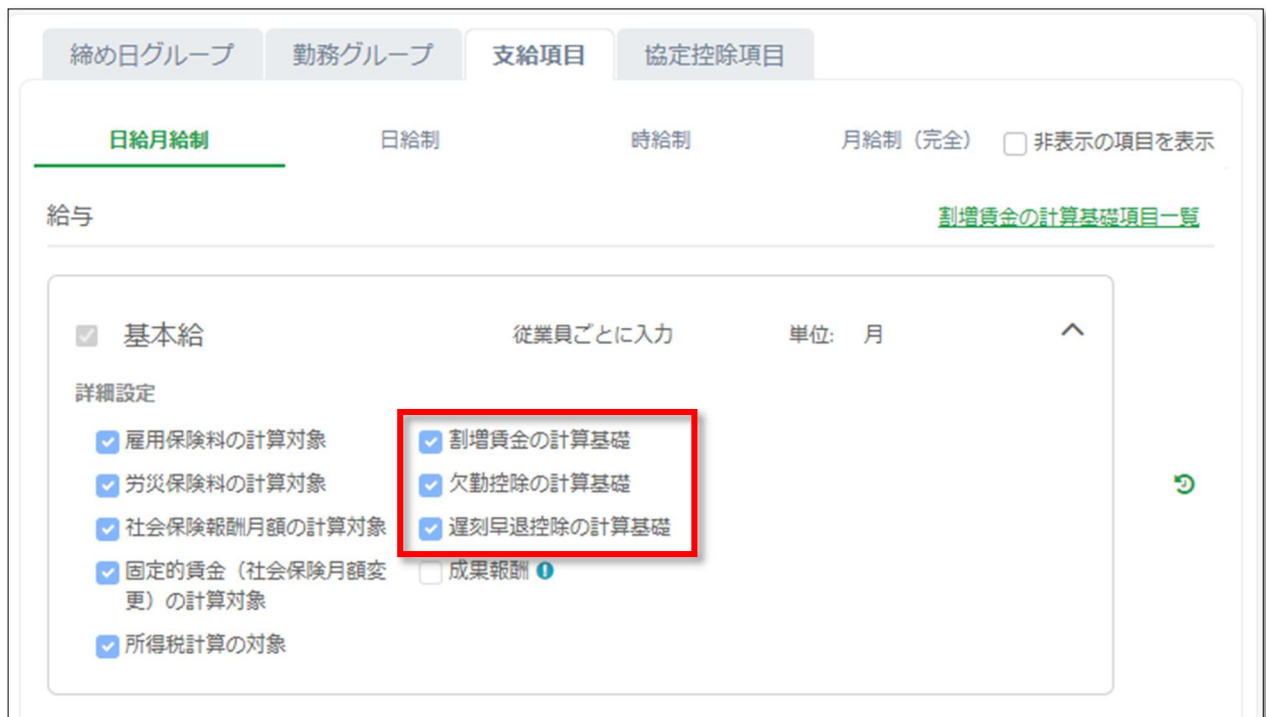 締め日グループ 勤務グループ 支給項目 協定控除項目
日給月給制 日給制 時給制 月給制（完全） 非表示の項目を表示
給与 割増賃金の計算基礎項目一覧
基本給 従業員ごとに入力 単位: 月
詳細設定
雇用保険料の計算対象 割増賃金の計算基礎
労災保険料の計算対象 欠勤控除の計算基礎
社会保険報酬月額の計算対象 遅刻早退控除の計算基礎
固定的賃金（社会保険月額変 成果報酬
更）の計算対象
所得税計算の対象